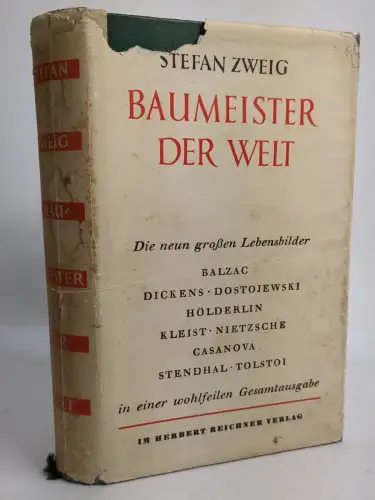 STEFAN ZWEIG
BAUMEISTER
DER WELT
Die neun großen Lebensbilder
BALZAC
DICKENS · DOSTOJEWSKI
HÖLDERLIN
KLEIST · NIETZSCHE
CASANOVA
STENDHAL · TOLSTOI
in einer wohlfeilen Gesamtausgabe
IM HERBERT REICHNER VERLAG